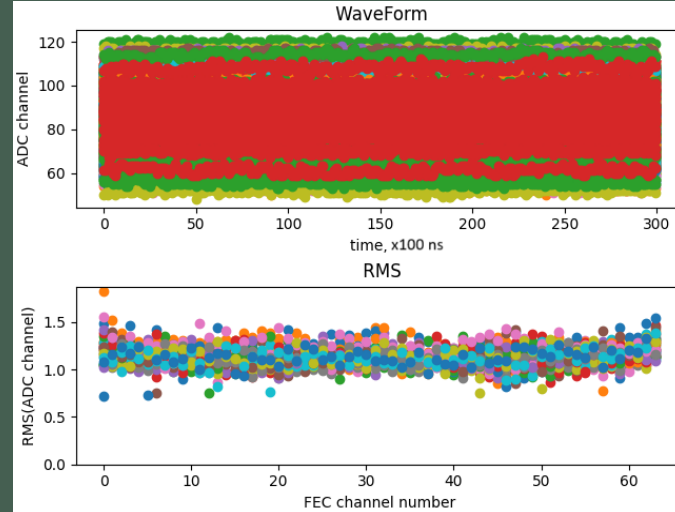 WaveForm
120
100
80
60
ADC channel
0 50 100 150 200 250 300
time, x100 ns
RMS
1.5
1.0
0.5
0.0
RMS(ADC channel)
0 10 20 30 40 50 60
FEC channel number